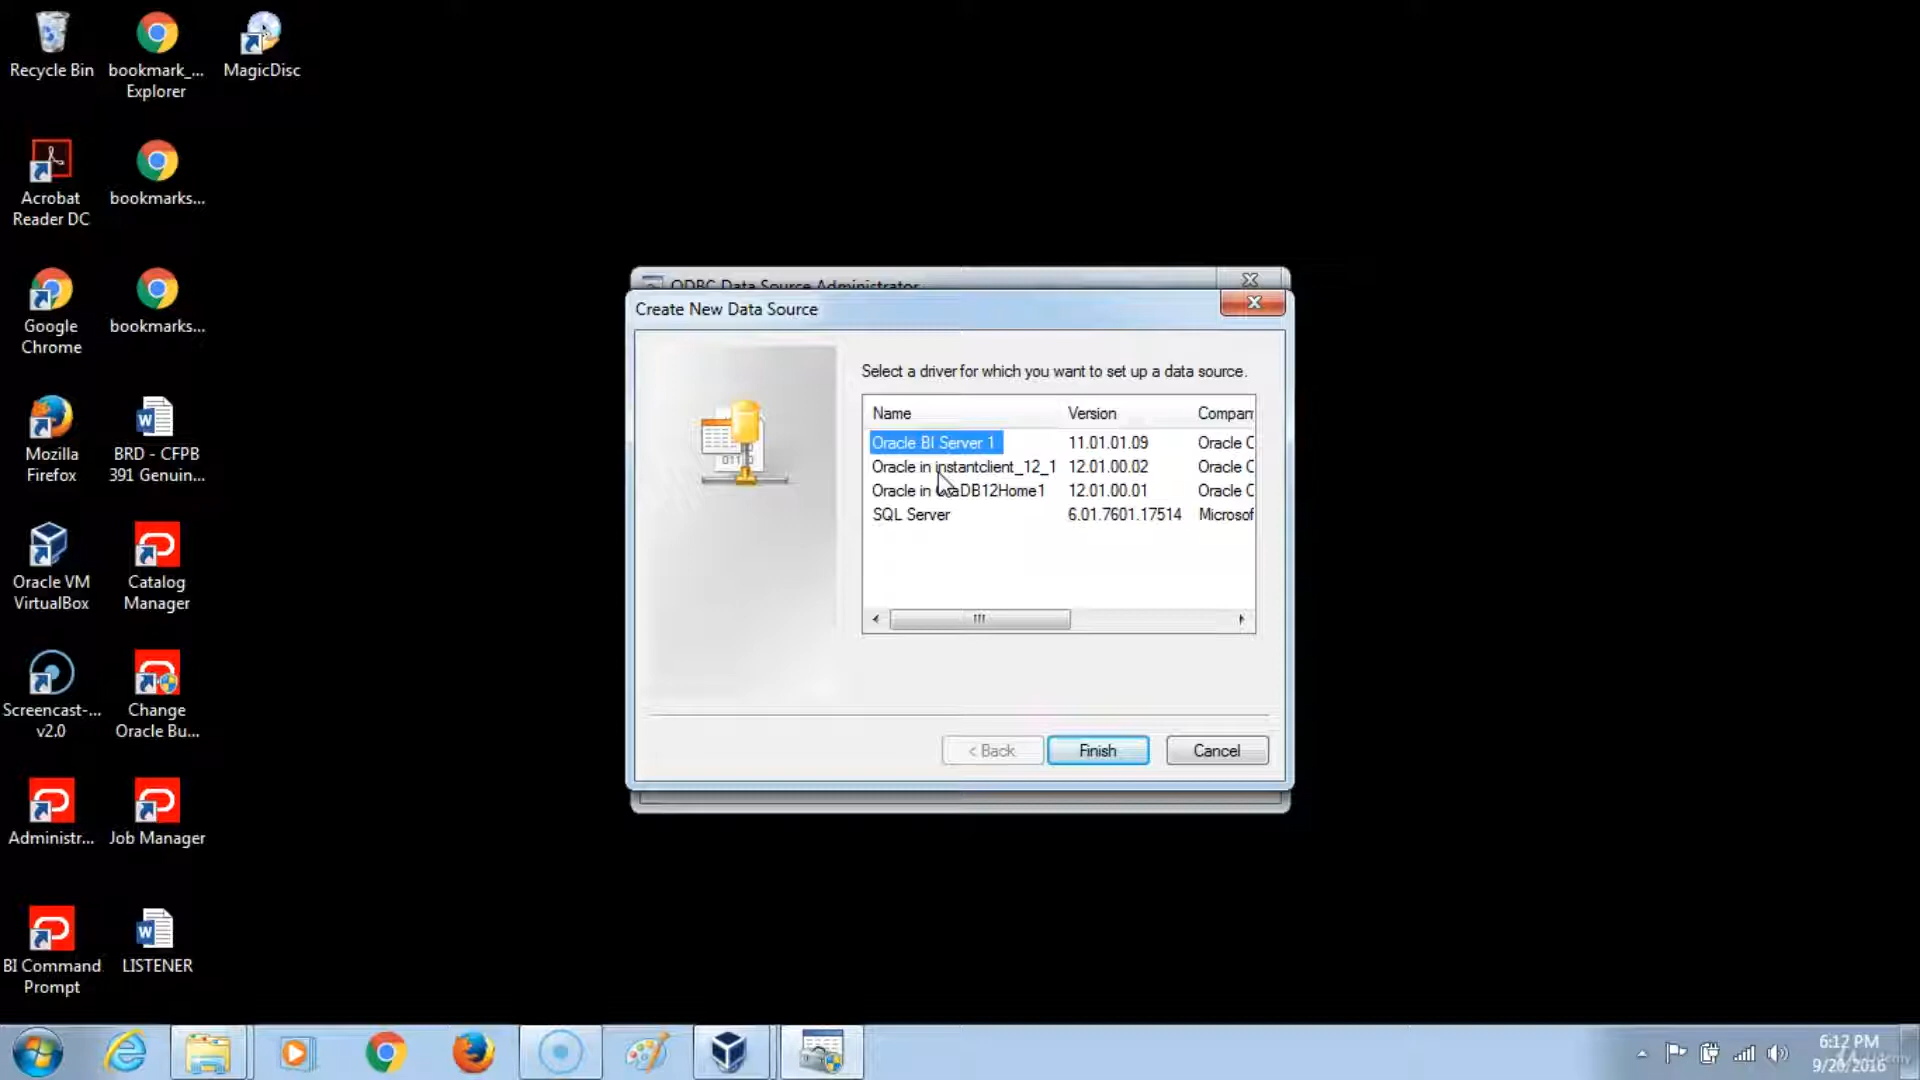 Recycle Bin
bookmark_...
Explorer
MagicDisc
Acrobat
Reader DC
bookmarks...
Google
Chrome
bookmarks...
Mozilla
Firefox
BRD - CFPB
391 Genuin...
Oracle VM
VirtualBox
Catalog
Manager
Screencast-...
v2.0
Change
Oracle Bu...
Administr...
Job Manager
BI Command
Prompt
LISTENER
ODBC Data Source Administrator
Create New Data Source
Select a driver for which you want to set up a data source.
Name Version Compan
Oracle BI Server 1 11.01.01.09 Oracle C
Oracle in instantclient_12_1 12.01.00.02 Oracle C
Oracle in OraDB12Home1 12.01.00.01 Oracle C
SQL Server 6.01.7601.17514 Microsof
< Back
Finish
Cancel
6:12 PM
9/20/2016